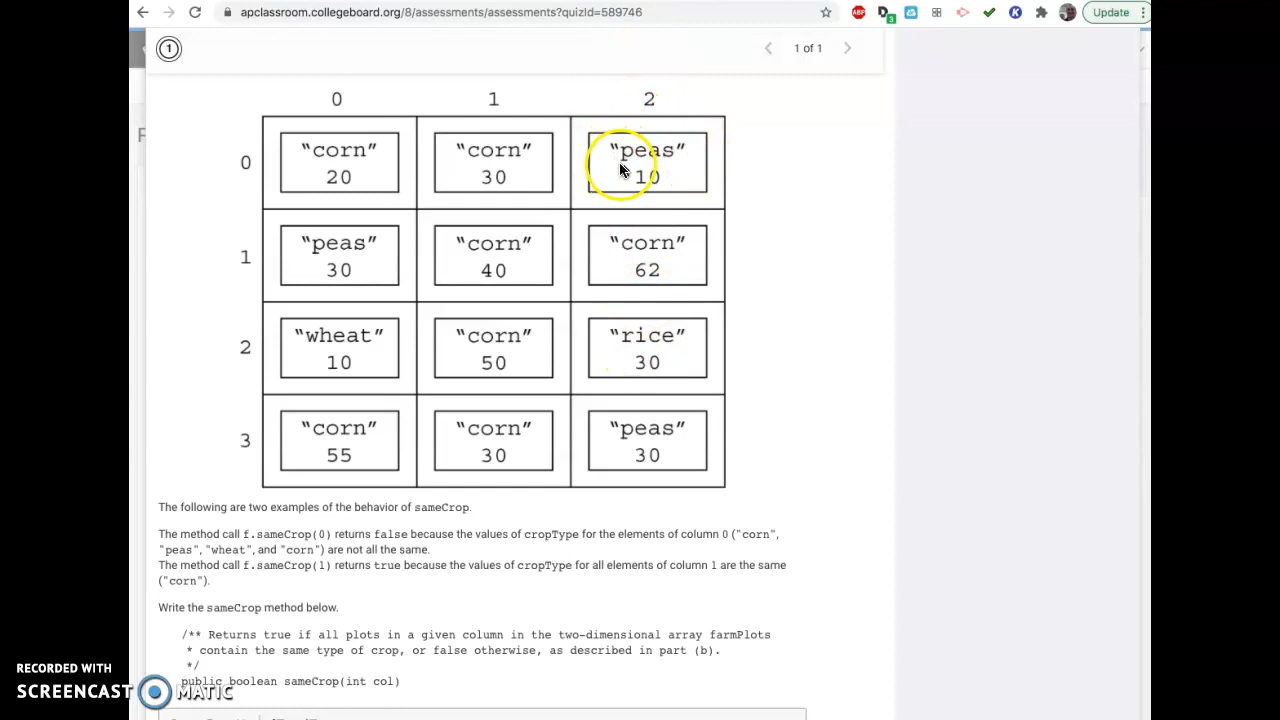 apclassroom.collegeboard.org/8/assessments/assessments?quizId=589746
ABP
D
3
K
Update
1
1 of 1
0 1 2
0 "corn" "corn" "peas"
20 30 10
1 "peas" "corn" "corn"
30 40 62
2 "wheat" "corn" "rice"
10 50 30
3 "corn" "corn" "peas"
55 30 30
The following are two examples of the behavior of sameCrop.
The method call f.sameCrop(0) returns false because the values of cropType for the elements of column 0 ("corn",
"peas", "wheat", and "corn") are not all the same.
The method call f.sameCrop(1) returns true because the values of cropType for all elements of column 1 are the same
("corn").
Write the sameCrop method below.
/** Returns true if all plots in a given column in the two-dimensional array farmPlots
* contain the same type of crop, or false otherwise, as described in part (b).
*/
public boolean sameCrop(int col)
RECORDED WITH
SCREENCAST MATIC